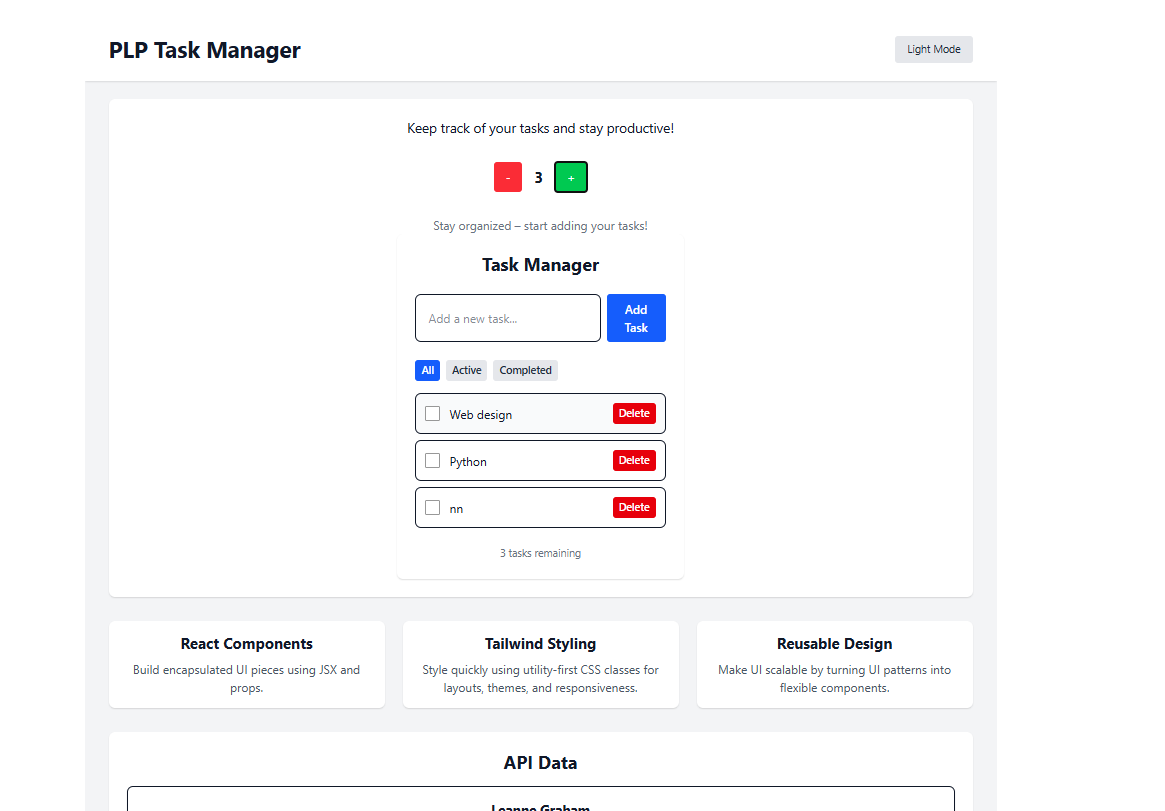 PLP Task Manager
Light Mode
Keep track of your tasks and stay productive!
- 3 +
Stay organized – start adding your tasks!
Task Manager
Add a new task...
Add
Task
All Active Completed
Web design Delete
Python Delete
nn Delete
3 tasks remaining
React Components
Build encapsulated UI pieces using JSX and
props.
Tailwind Styling
Style quickly using utility-first CSS classes for
layouts, themes, and responsiveness.
Reusable Design
Make UI scalable by turning UI patterns into
flexible components.
API Data
Leanne Graham